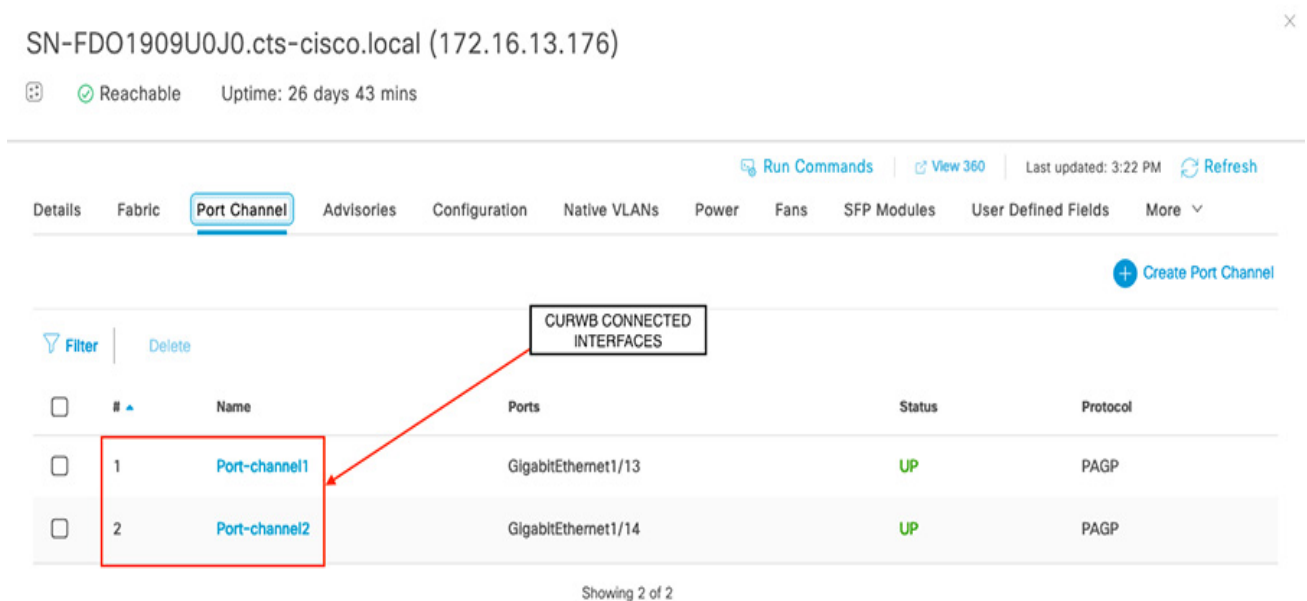 SN-FDO1909U0J0.cts-cisco.local (172.16.13.176)
Reachable Uptime: 26 days 43 mins
Run Commands View 360 Last updated: 3:22 PM Refresh
Details Fabric Port Channel Advisories Configuration Native VLANs Power Fans SFP Modules User Defined Fields More
Create Port Channel
CURWB CONNECTED
INTERFACES
Filter Delete
# Name Ports Status Protocol
1 Port-channel1 GigabitEthernet1/13 UP PAGP
2 Port-channel2 GigabitEthernet1/14 UP PAGP
Showing 2 of 2